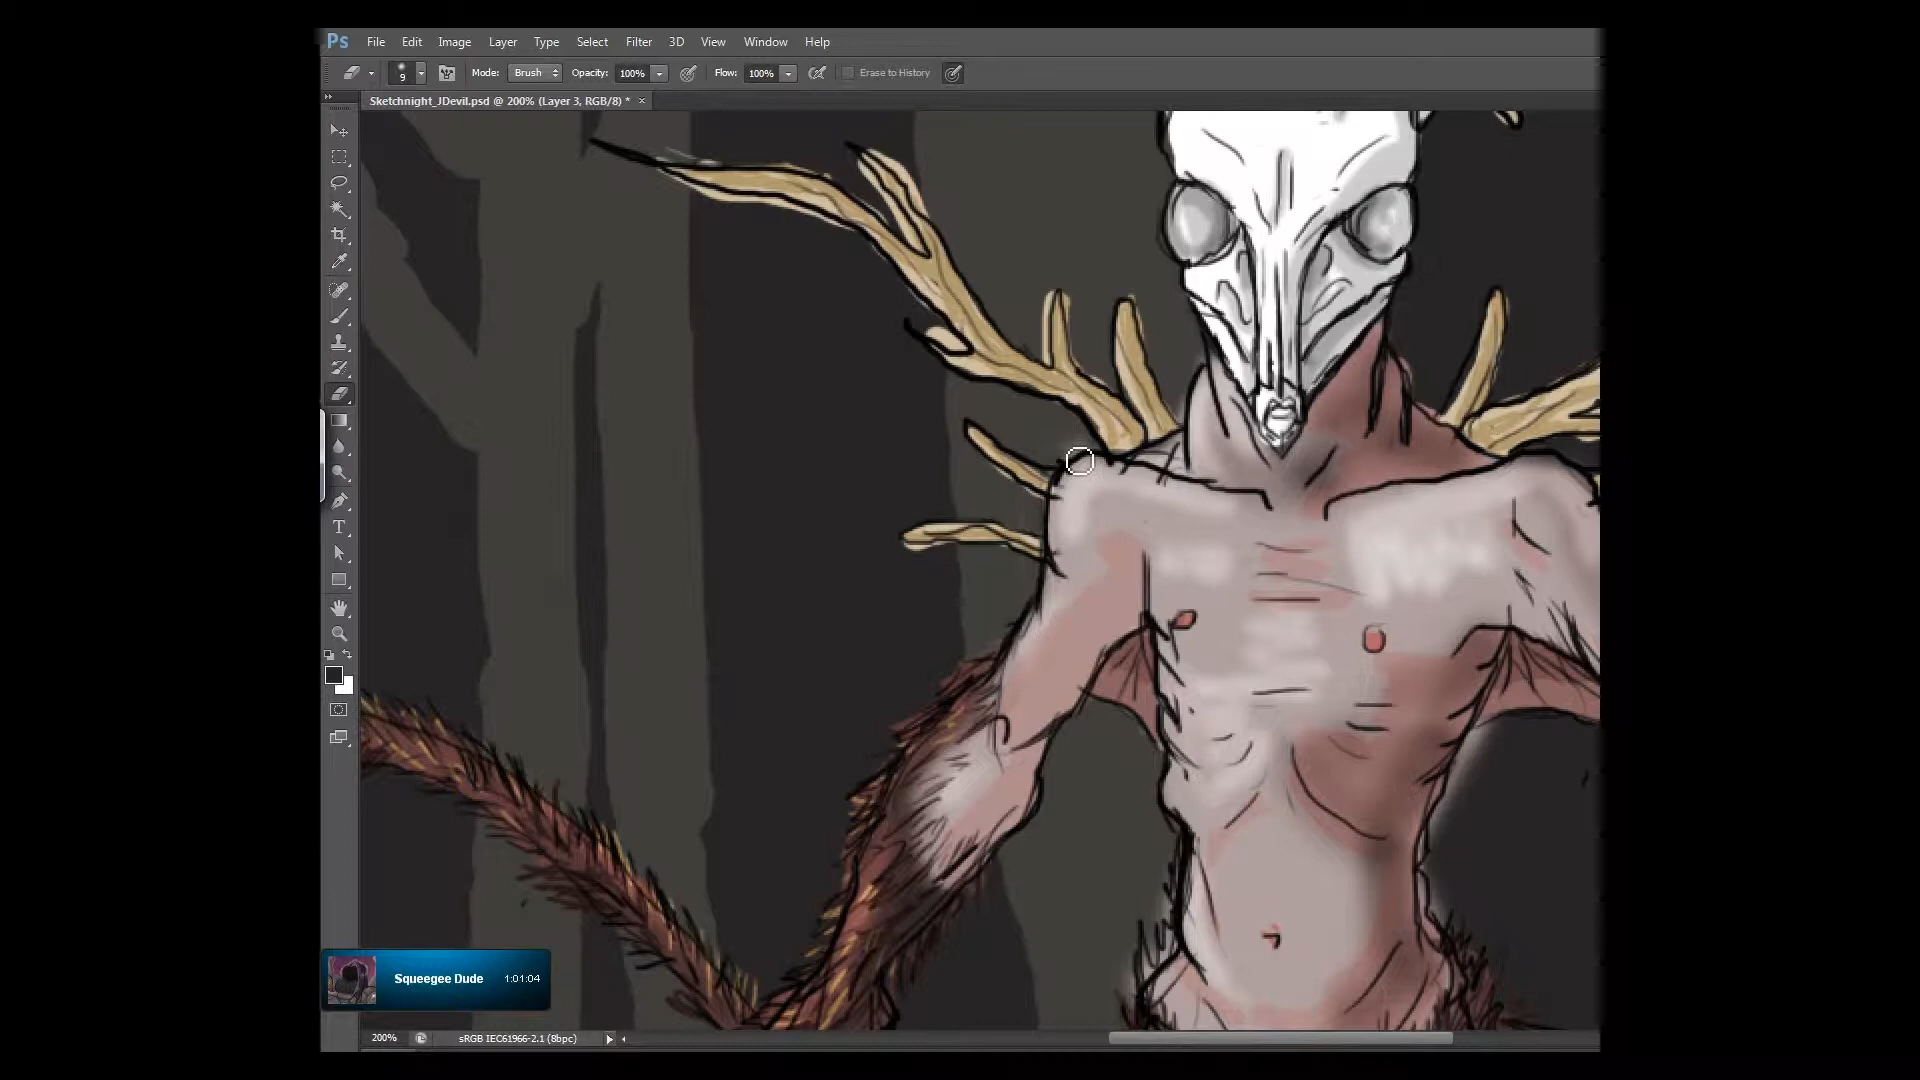 Ps File Edit Image Layer Type Select Filter 3D View Window Help
9 Mode: Brush Opacity: 100% Flow: 100% Erase to History
Sketchnight_JDevil.psd @ 200% (Layer 3, RGB/8) * ×
T
Squeegee Dude 1:01:04
200% sRGB IEC61966-2.1 (8bpc)